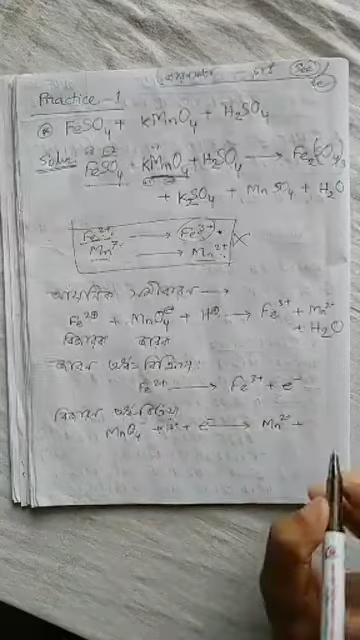 Practice - 1
FeSO₄ + KMnO₄ + H₂SO₄
Solve: FeSO₄ + KMnO₄ + H₂SO₄ → Fe₂(SO₄)₃
+ K₂SO₄ + MnSO₄ + H₂O
Fe²⁺ → Fe³⁺
Mn⁷⁺ → Mn²⁺
আয়নিক সমীকরণ →
Fe²⁺ + MnO₄⁻ + H⁺ → Fe³⁺ + Mn²⁺
+ H₂O
বিজারক জারক
জারণ অর্ধ বিক্রিয়া:
Fe²⁺ → Fe³⁺ + e⁻
বিজারণ অর্ধবিক্রিয়া
MnO₄⁻ + H⁺ + e⁻ → Mn²⁺ +